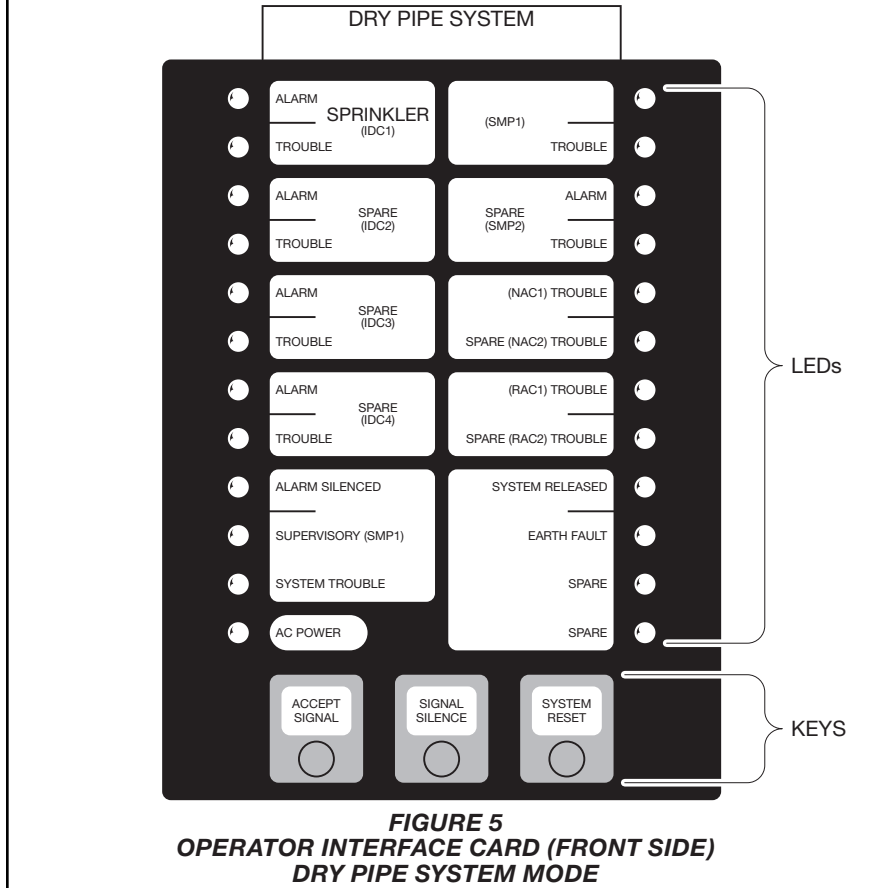 DRY PIPE SYSTEM
ALARM
SPRINKLER
(IDC1)
TROUBLE
(SMP1)
TROUBLE
ALARM
SPARE
(IDC2)
TROUBLE
ALARM
SPARE
(SMP2)
TROUBLE
ALARM
SPARE
(IDC3)
TROUBLE
(NAC1) TROUBLE
SPARE (NAC2) TROUBLE
ALARM
SPARE
(IDC4)
TROUBLE
(RAC1) TROUBLE
SPARE (RAC2) TROUBLE
ALARM SILENCED
SUPERVISORY (SMP1)
SYSTEM TROUBLE
AC POWER
SYSTEM RELEASED
EARTH FAULT
SPARE
SPARE
LEDs
ACCEPT
SIGNAL
SIGNAL
SILENCE
SYSTEM
RESET
KEYS
FIGURE 5
OPERATOR INTERFACE CARD (FRONT SIDE)
DRY PIPE SYSTEM MODE